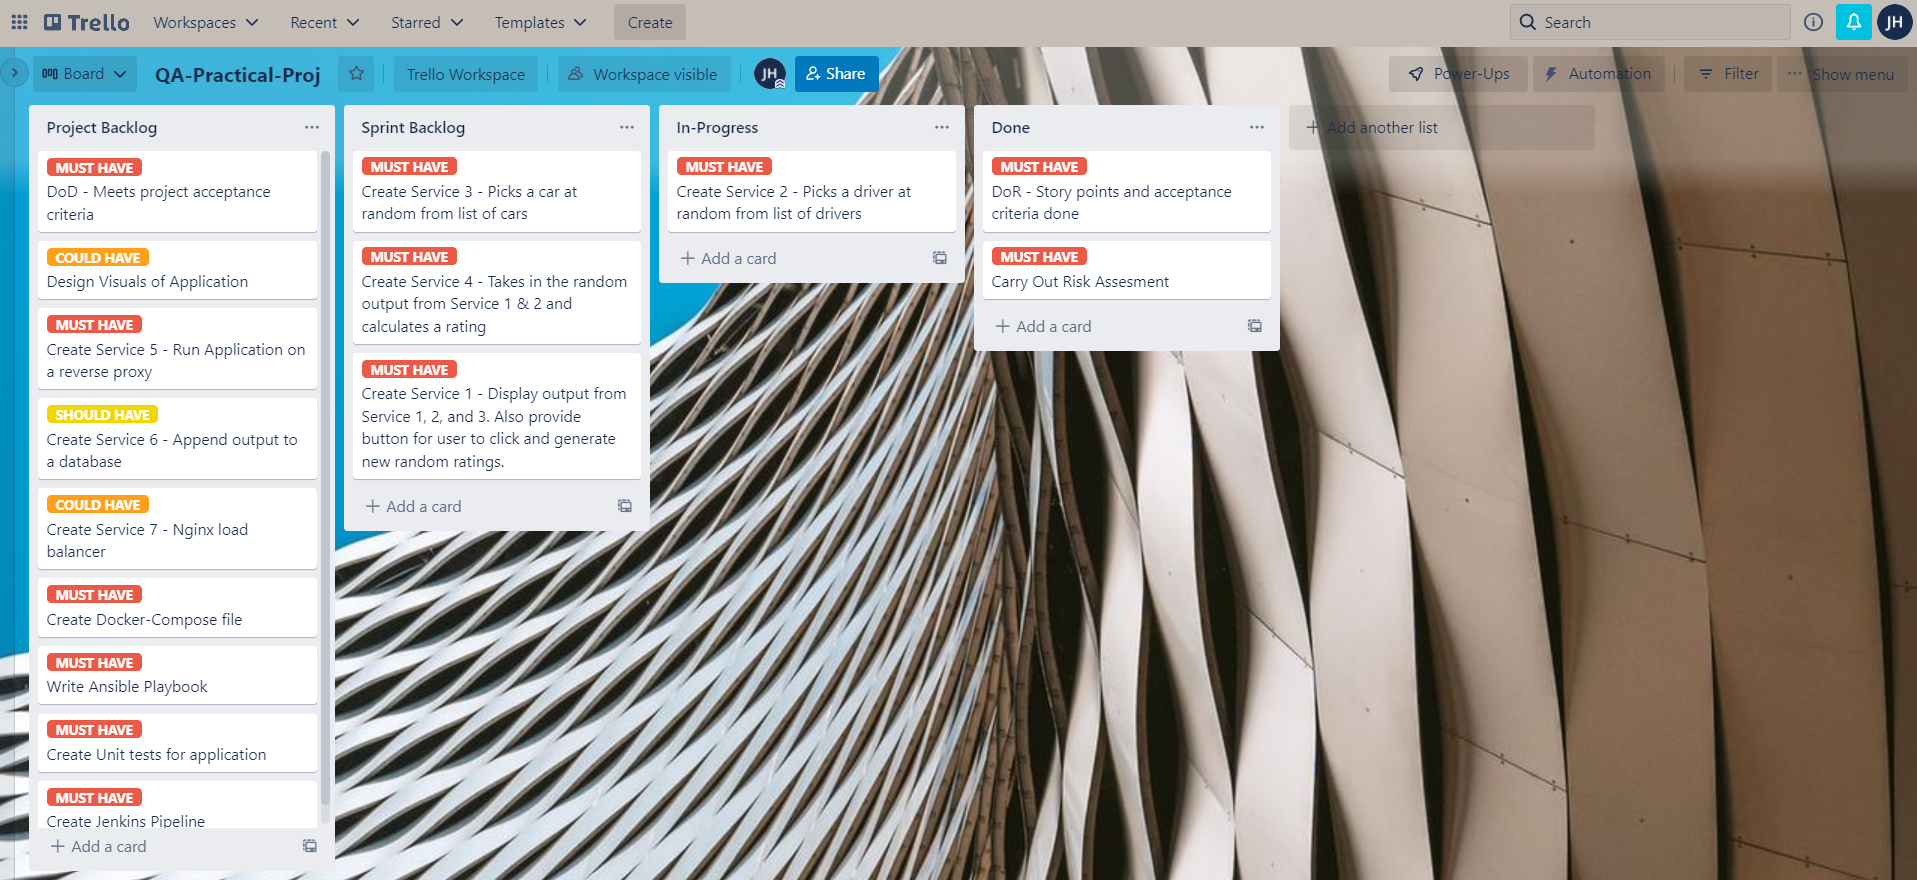 Trello
Workspaces
Recent
Starred
Templates
Create
Search
JH
Board
QA-Practical-Proj
Trello Workspace
Workspace visible
JH
Share
Power-Ups
Automation
Filter
Show menu
Project Backlog
MUST HAVE
DoD - Meets project acceptance
criteria
COULD HAVE
Design Visuals of Application
MUST HAVE
Create Service 5 - Run Application on
a reverse proxy
SHOULD HAVE
Create Service 6 - Append output to
a database
COULD HAVE
Create Service 7 - Nginx load
balancer
MUST HAVE
Create Docker-Compose file
MUST HAVE
Write Ansible Playbook
MUST HAVE
Create Unit tests for application
MUST HAVE
Create Jenkins Pipeline
Add a card
Sprint Backlog
MUST HAVE
Create Service 3 - Picks a car at
random from list of cars
MUST HAVE
Create Service 4 - Takes in the random
output from Service 1 & 2 and
calculates a rating
MUST HAVE
Create Service 1 - Display output from
Service 1, 2, and 3. Also provide
button for user to click and generate
new random ratings.
Add a card
In-Progress
MUST HAVE
Create Service 2 - Picks a driver at
random from list of drivers
Add a card
Done
MUST HAVE
DoR - Story points and acceptance
criteria done
MUST HAVE
Carry Out Risk Assesment
Add a card
Add another list